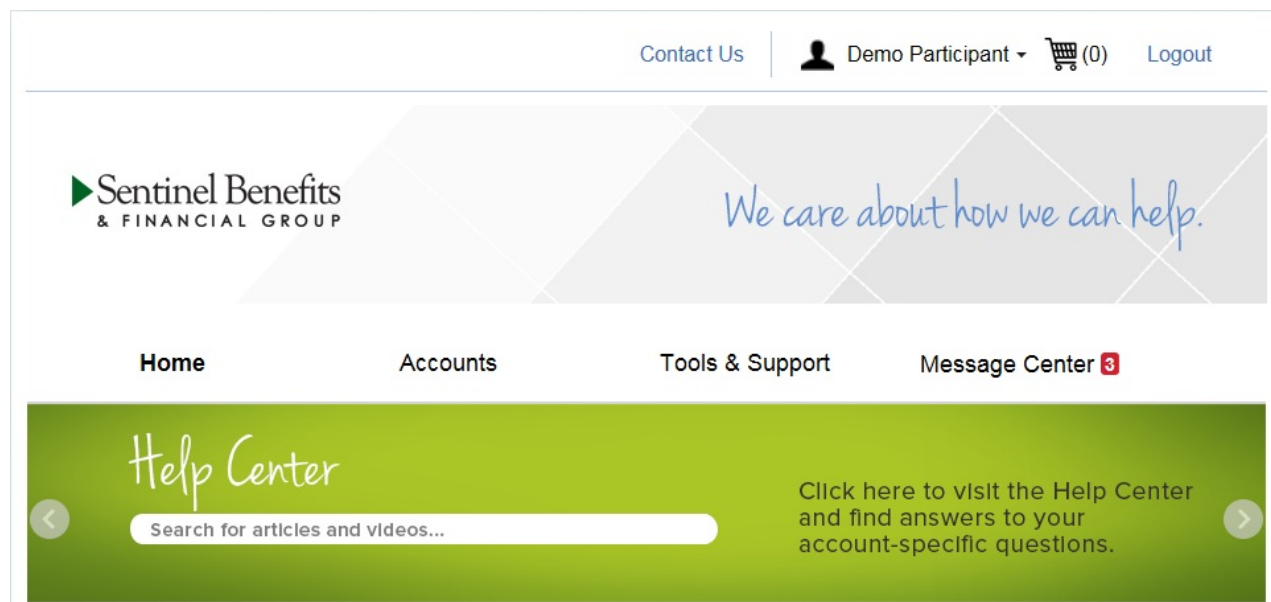 Contact Us
Demo Participant
(0)
Logout
Sentinel Benefits
& FINANCIAL GROUP
We care about how we can help.
Home
Accounts
Tools & Support
Message Center 3
Help Center
Search for articles and videos...
Click here to visit the Help Center
and find answers to your
account-specific questions.